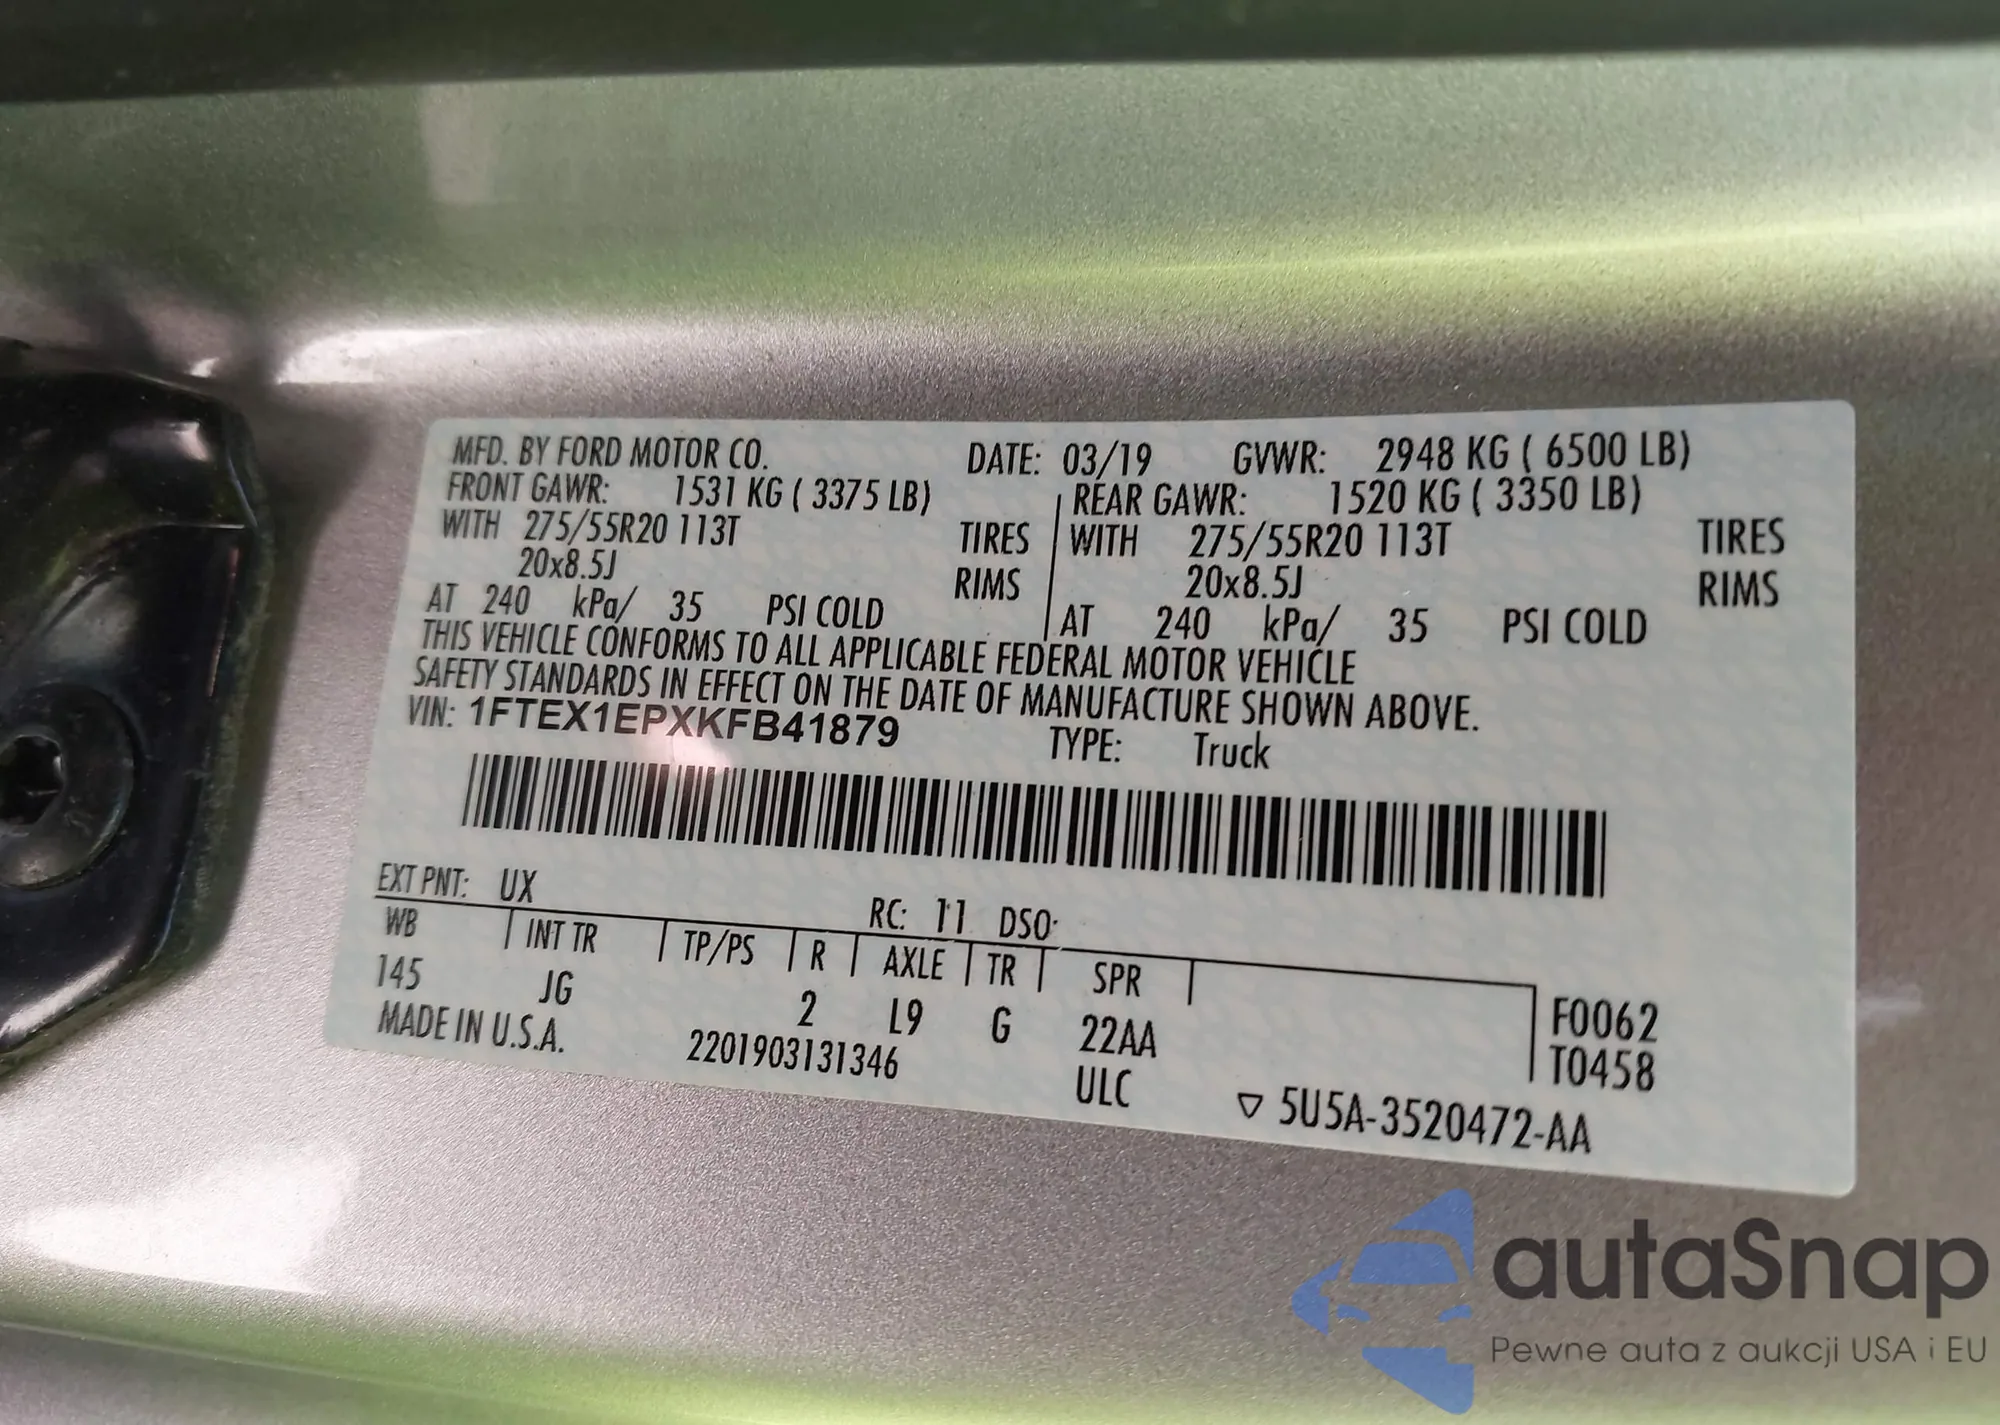 MFD. BY FORD MOTOR CO. DATE: 03/19 GVWR: 2948 KG ( 6500 LB)
FRONT GAWR: 1531 KG ( 3375 LB) REAR GAWR: 1520 KG ( 3350 LB)
WITH 275/55R20 113T TIRES WITH 275/55R20 113T TIRES
20x8.5J RIMS 20x8.5J RIMS
AT 240 kPa/ 35 PSI COLD AT 240 kPa/ 35 PSI COLD
THIS VEHICLE CONFORMS TO ALL APPLICABLE FEDERAL MOTOR VEHICLE
SAFETY STANDARDS IN EFFECT ON THE DATE OF MANUFACTURE SHOWN ABOVE.
VIN: 1FTEX1EPXKFB41879 TYPE: Truck
EXT PNT: UX RC: 11 DSO:
WB INT TR TP/PS R AXLE TR SPR
145 JG 2 L9 G 22AA F0062
MADE IN U.S.A. 2201903131346 ULC T0458
▽ 5U5A-3520472-AA
autaSnap
Pewne auta z aukcji USA i EU